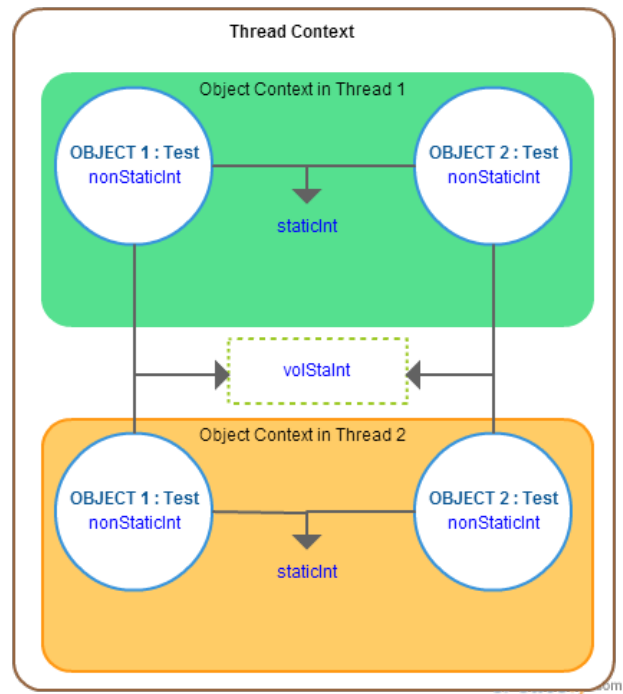 Thread Context
Object Context in Thread 1
OBJECT 1 : Test
nonStaticInt
OBJECT 2 : Test
nonStaticInt
staticInt
volStaInt
Object Context in Thread 2
OBJECT 1 : Test
nonStaticInt
OBJECT 2 : Test
nonStaticInt
staticInt